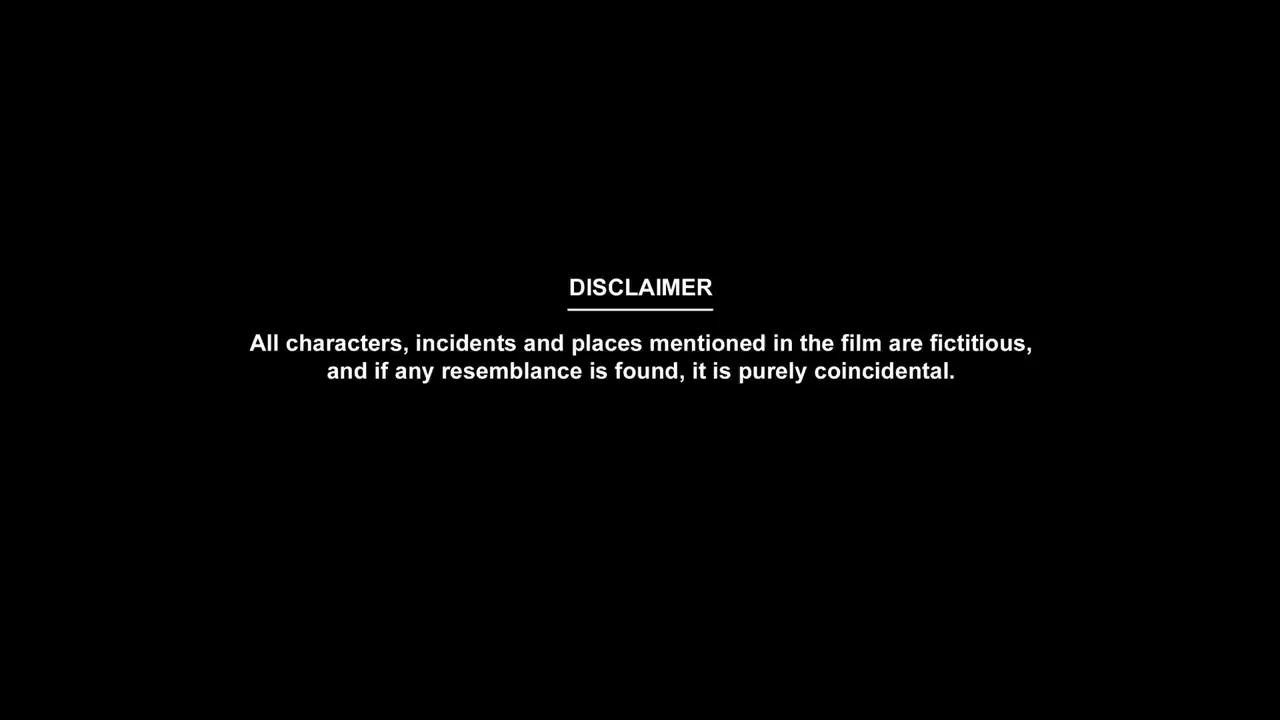 DISCLAIMER
All characters, incidents and places mentioned in the film are fictitious,
and if any resemblance is found, it is purely coincidental.